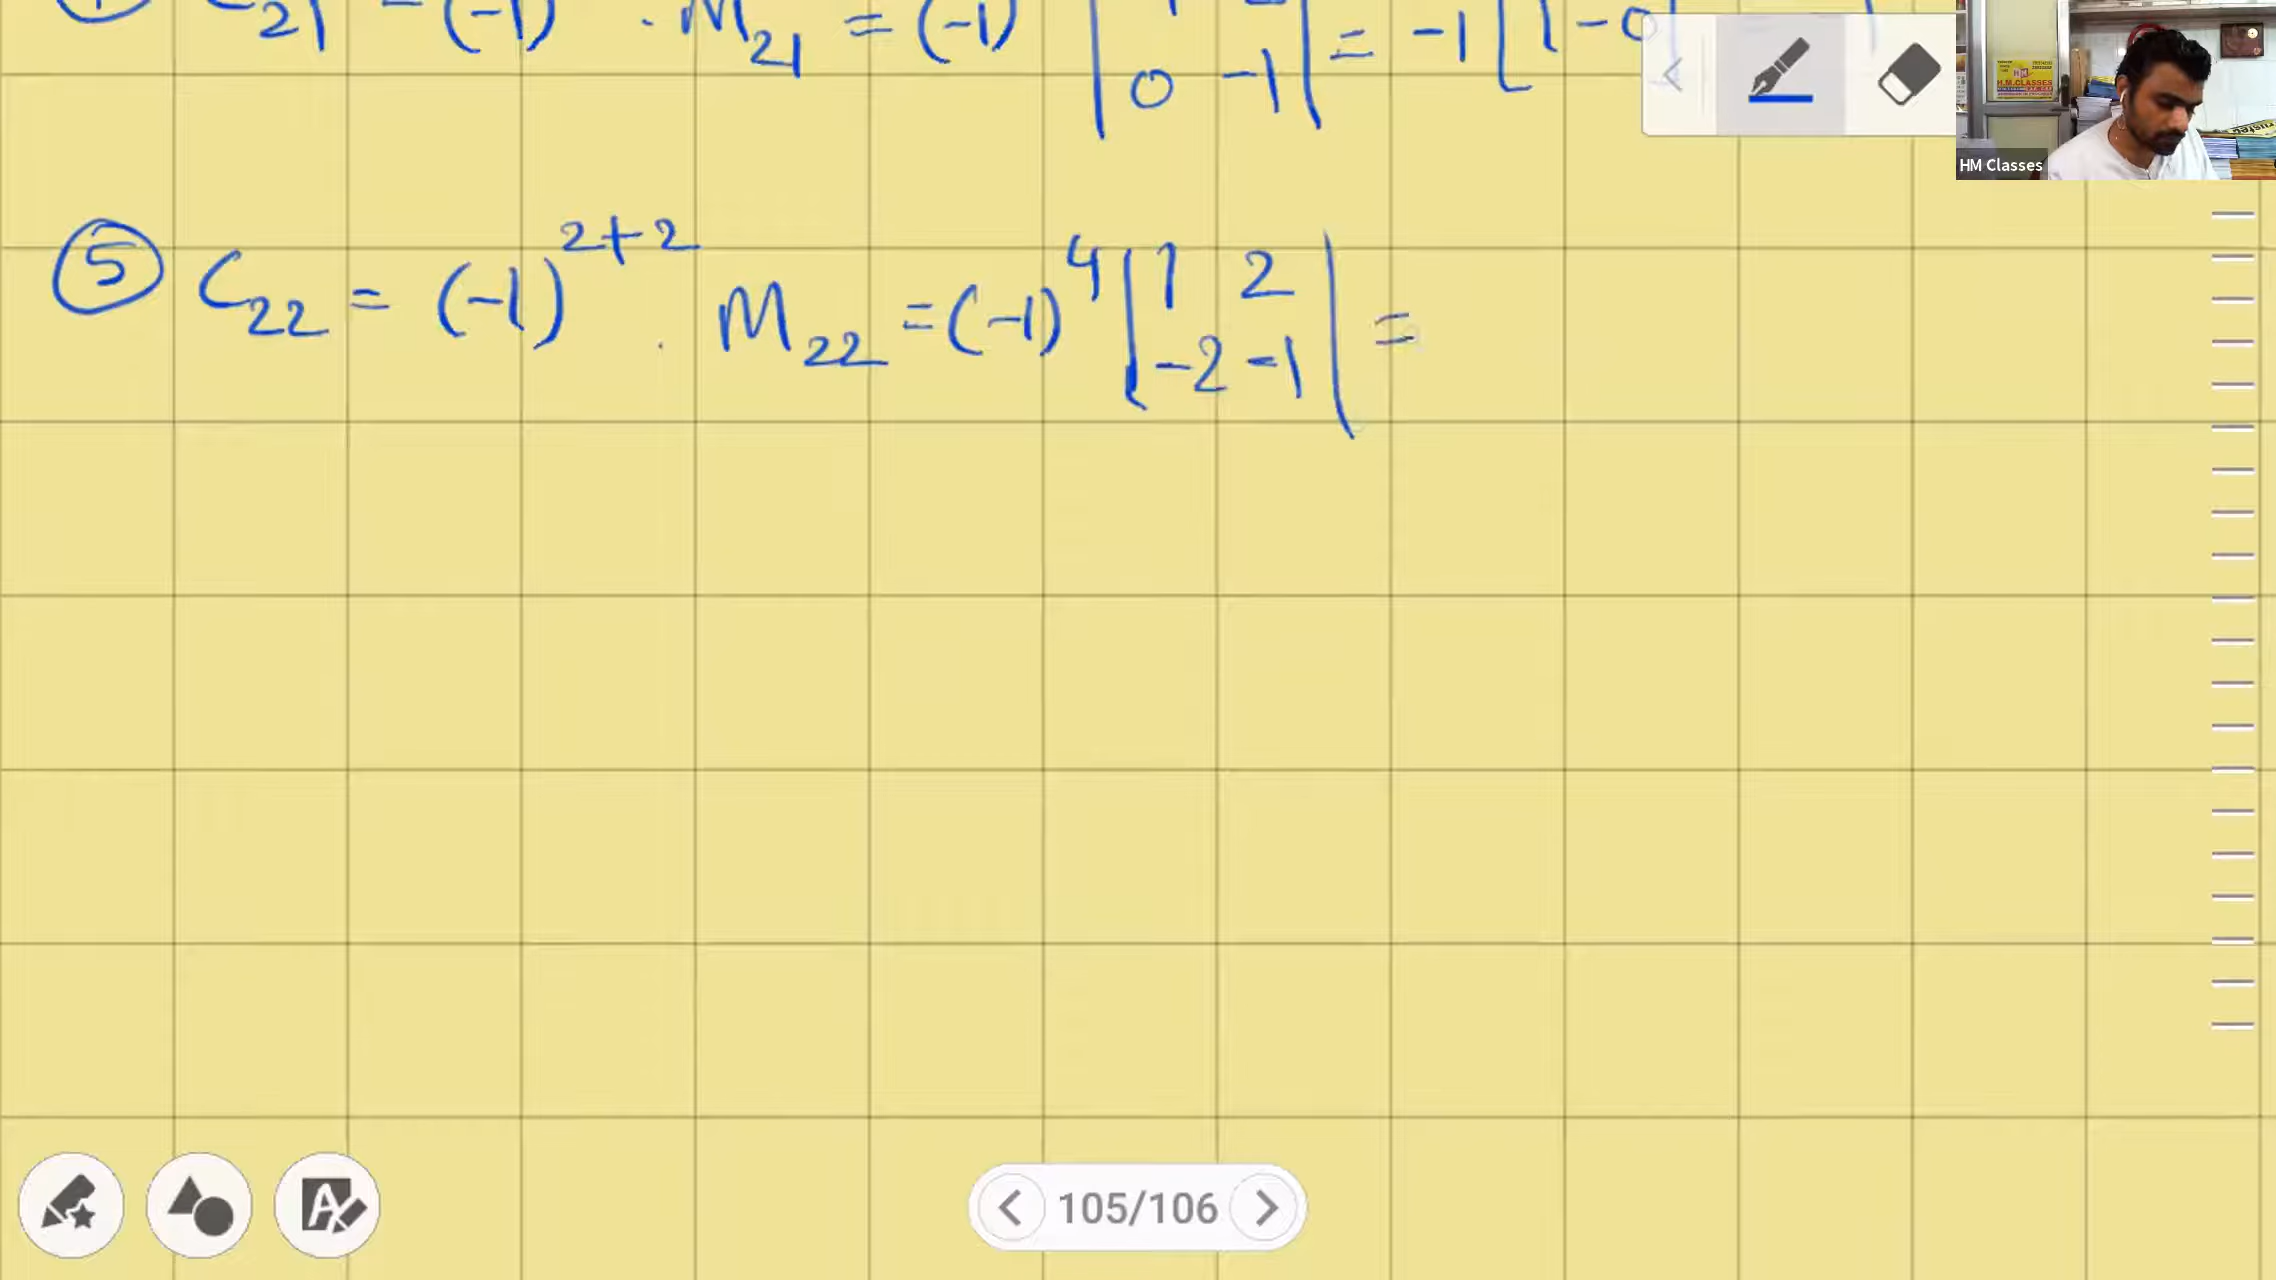 21 = (-1) . M21 = (-1) | 0 -1 | = -1 [1-0]
HM Classes
⑤ C22 = (-1)^2+2 . M22 = (-1)^4 | 1 2 |
| -2 -1 | =
105/106